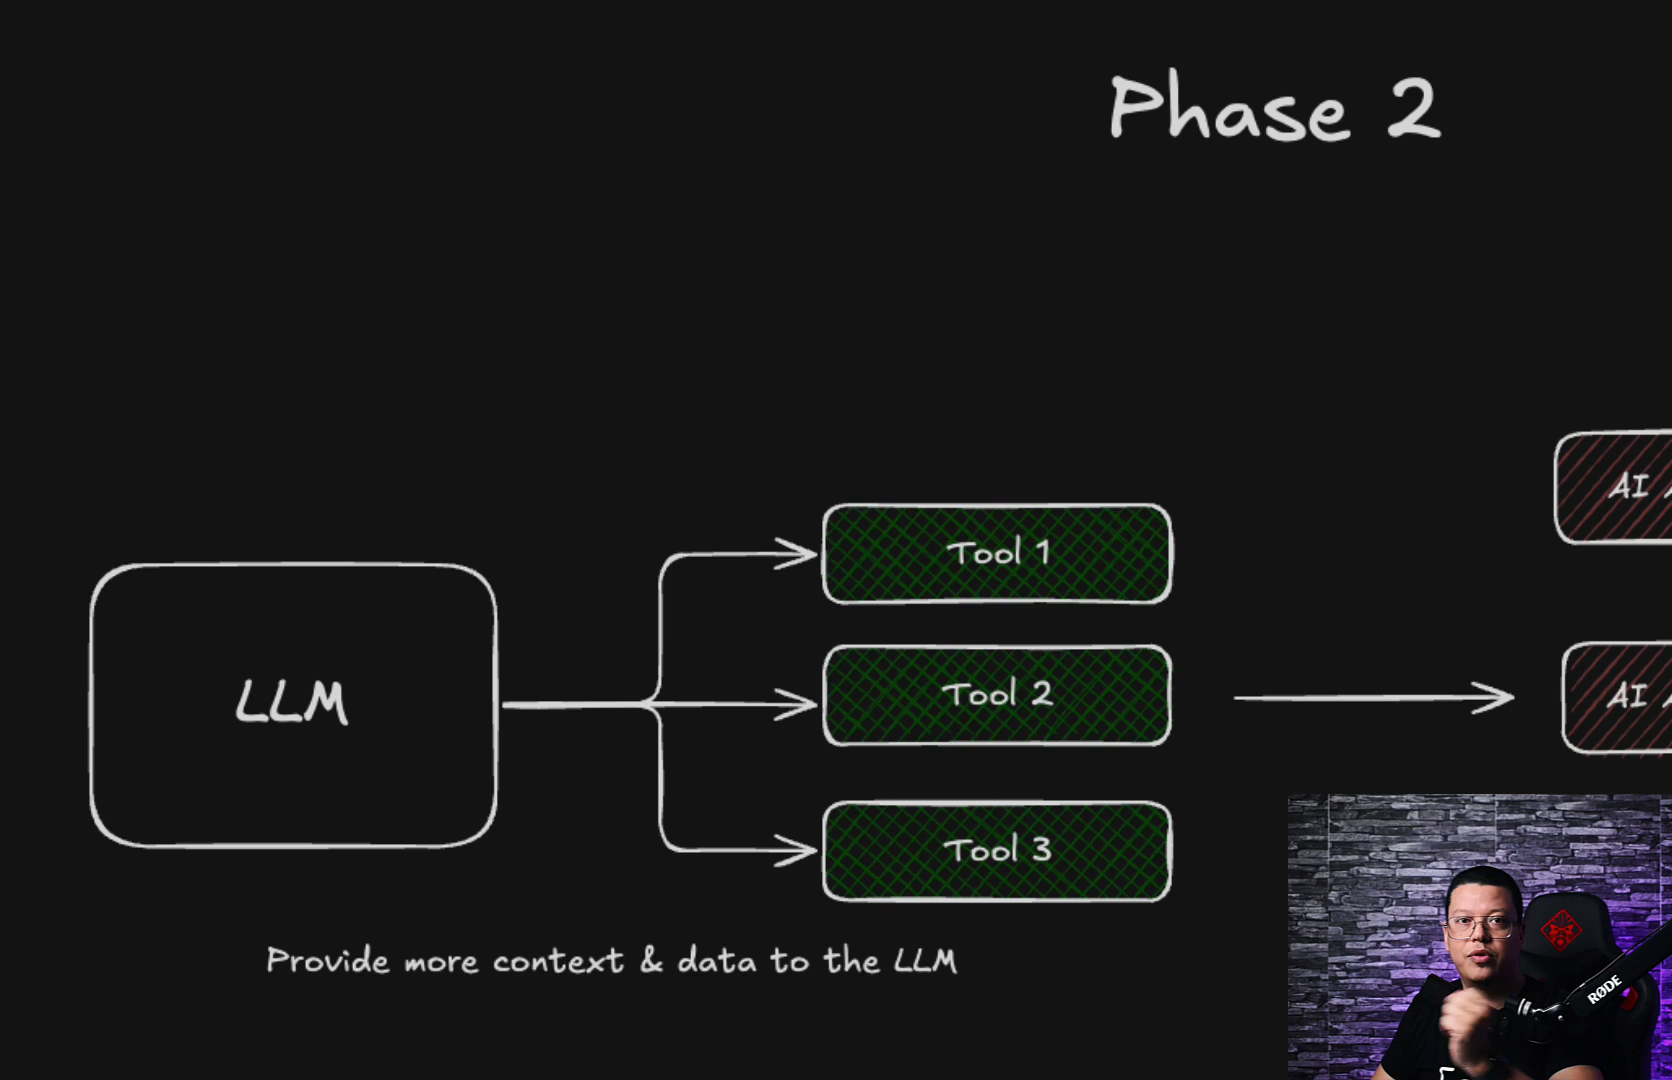 Phase 2
LLM
Tool 1
Tool 2
Tool 3
AI
AI
Provide more context & data to the LLM
RØDE